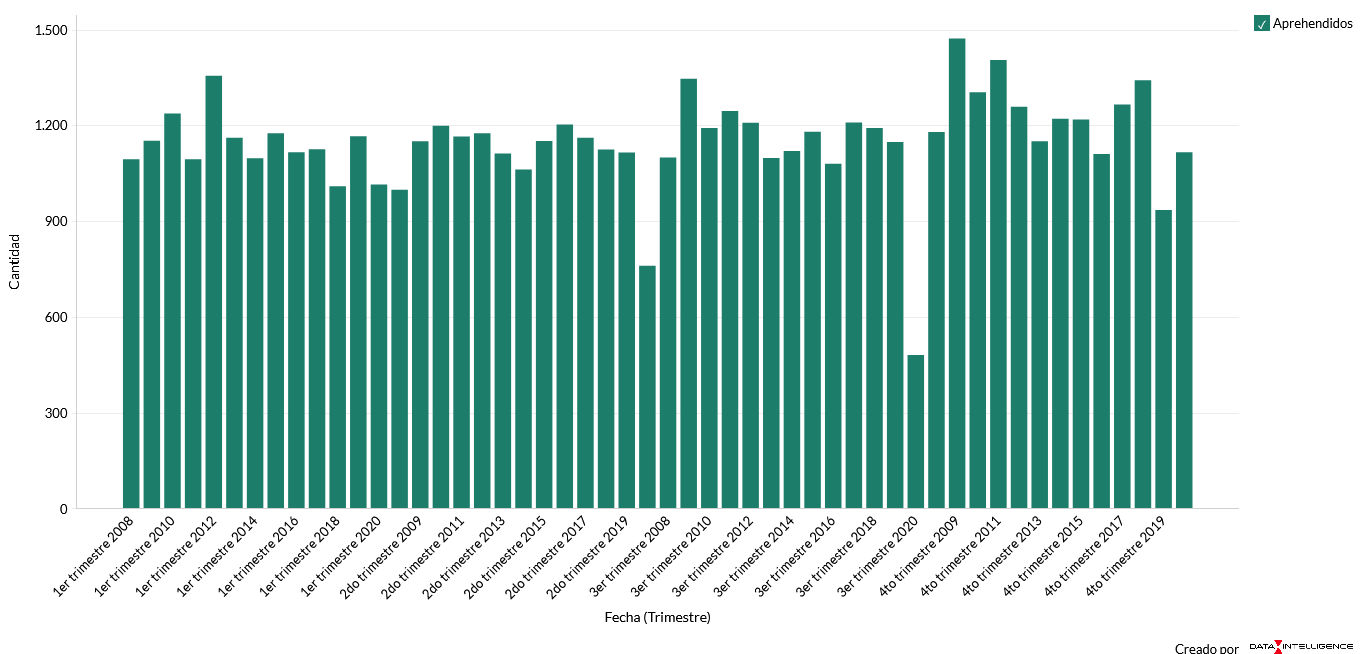 1.500
1.200
900
600
300
0
Cantidad
✓ Aprehendidos
1er trimestre 2008
1er trimestre 2010
1er trimestre 2012
1er trimestre 2014
1er trimestre 2016
1er trimestre 2018
1er trimestre 2020
2do trimestre 2009
2do trimestre 2011
2do trimestre 2013
2do trimestre 2015
2do trimestre 2017
2do trimestre 2019
3er trimestre 2008
3er trimestre 2010
3er trimestre 2012
3er trimestre 2014
3er trimestre 2016
3er trimestre 2018
3er trimestre 2020
4to trimestre 2009
4to trimestre 2011
4to trimestre 2013
4to trimestre 2015
4to trimestre 2017
4to trimestre 2019
Fecha (Trimestre)
Creado por DATA INTELLIGENCE